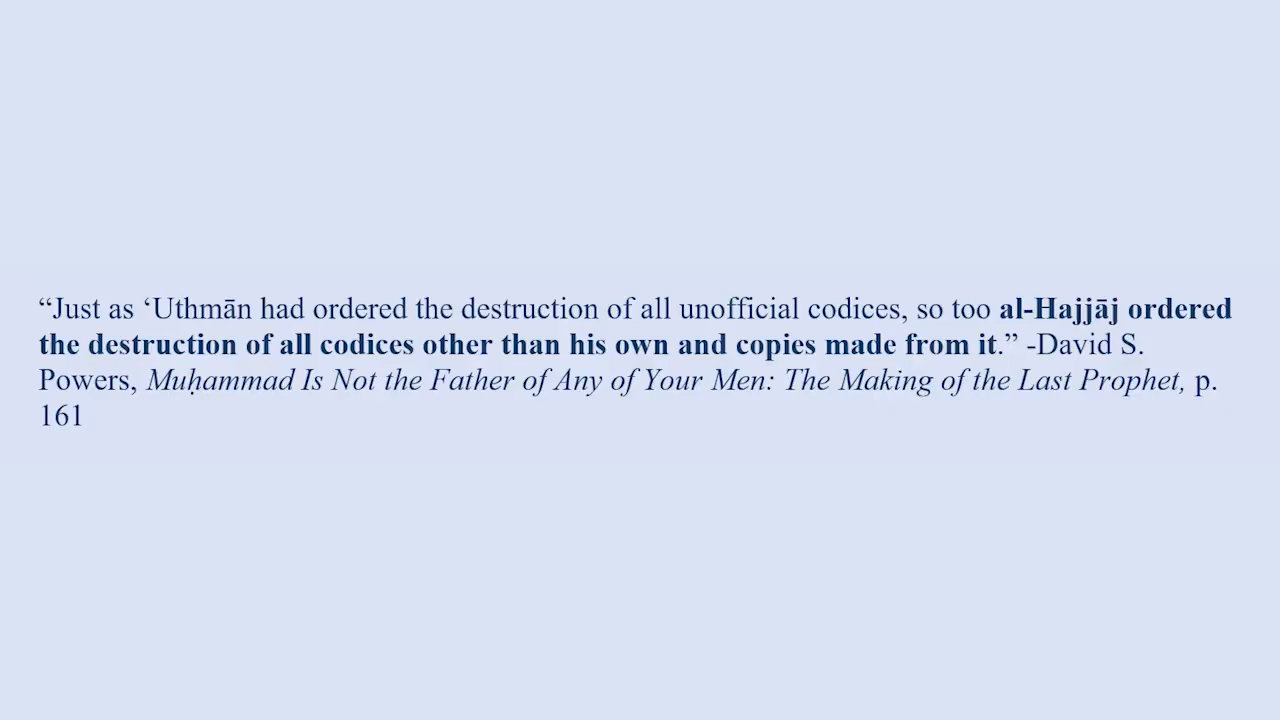 “Just as ‘Uthmān had ordered the destruction of all unofficial codices, so too al-Hajjāj ordered
the destruction of all codices other than his own and copies made from it.” -David S.
Powers, Muḥammad Is Not the Father of Any of Your Men: The Making of the Last Prophet, p.
161